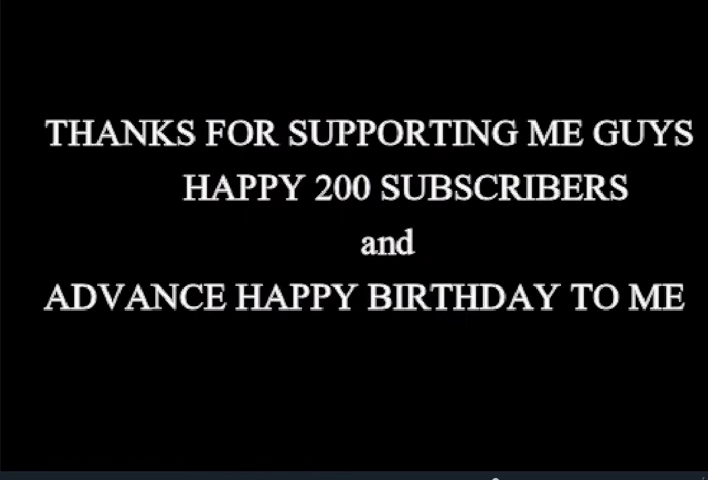 THANKS FOR SUPPORTING ME GUYS
HAPPY 200 SUBSCRIBERS
and
ADVANCE HAPPY BIRTHDAY TO ME